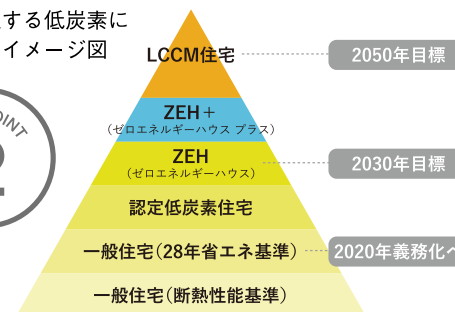 する低炭素に
イメージ図
POINT
2
LCCM住宅
2050年目標
ZEH＋
（ゼロエネルギーハウス プラス）
ZEH
（ゼロエネルギーハウス）
2030年目標
認定低炭素住宅
一般住宅（28年省エネ基準）
2020年義務化へ
一般住宅（断熱性能基準）